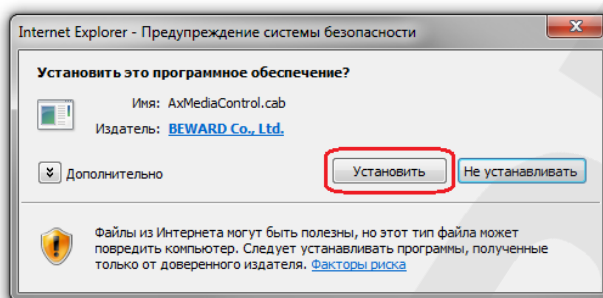 Internet Explorer - Предупреждение системы безопасности
Установить это программное обеспечение?
Имя: AxMediaControl.cab
Издатель: BEWARD Co., Ltd.
Дополнительно
Установить
Не устанавливать
Файлы из Интернета могут быть полезны, но этот тип файла может
повредить компьютер. Следует устанавливать программы, полученные
только от доверенного издателя. Факторы риска